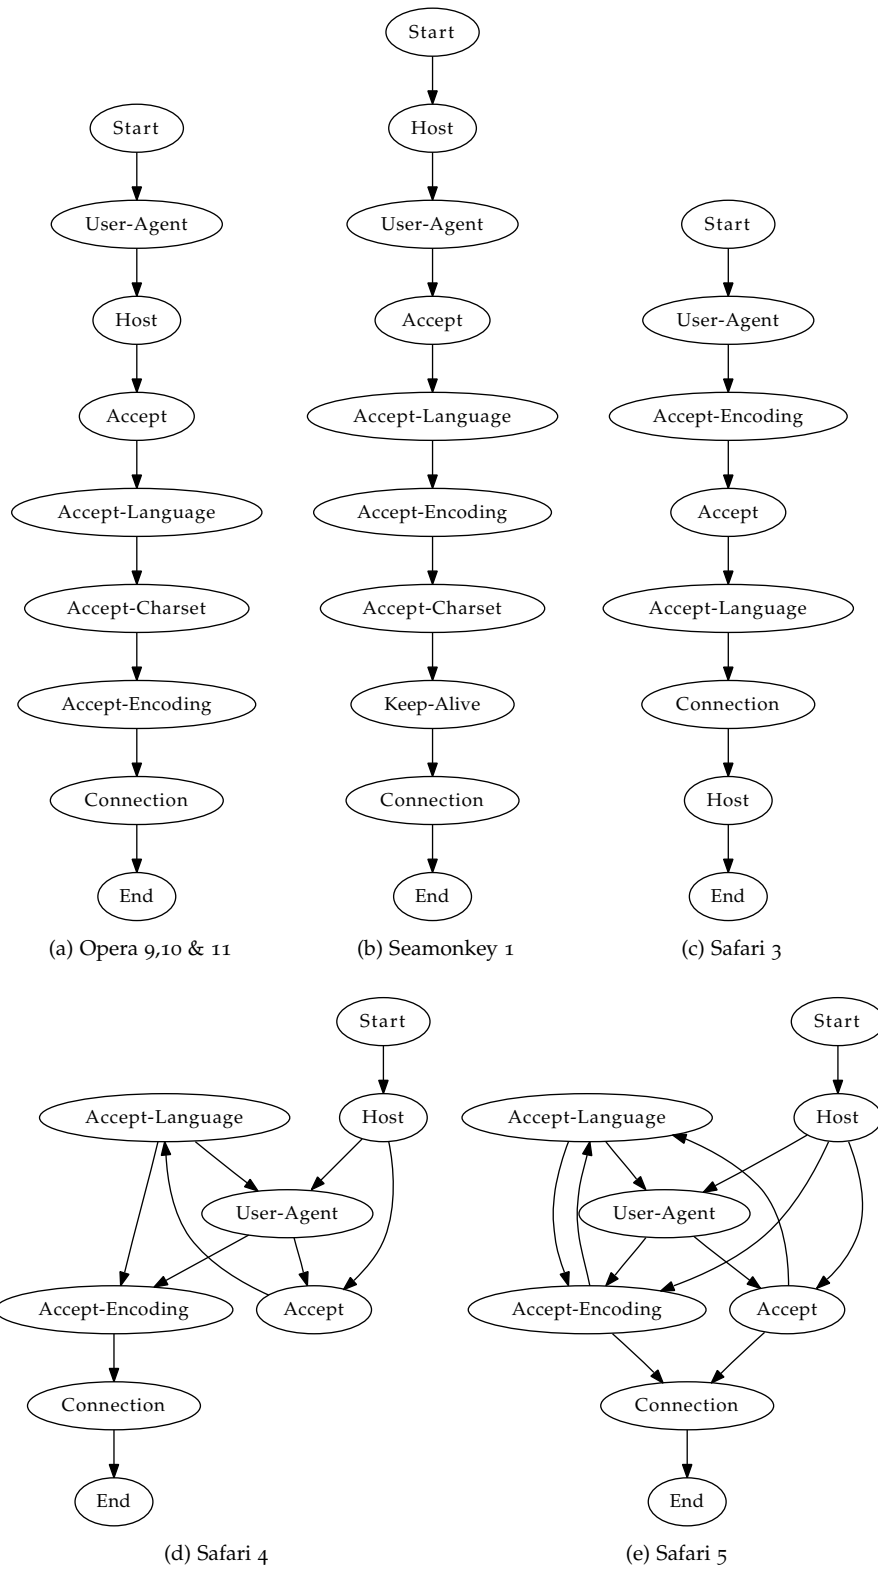 Start
User-Agent
Host
Accept
Accept-Language
Accept-Charset
Accept-Encoding
Connection
End
(a) Opera 9,10 & 11
Start
Host
User-Agent
Accept
Accept-Language
Accept-Encoding
Accept-Charset
Keep-Alive
Connection
End
(b) Seamonkey 1
Start
User-Agent
Accept-Encoding
Accept
Accept-Language
Connection
Host
End
(c) Safari 3
Start
Accept-Language
Host
User-Agent
Accept-Encoding
Accept
Connection
End
(d) Safari 4
Start
Accept-Language
Host
User-Agent
Accept-Encoding
Accept
Connection
End
(e) Safari 5